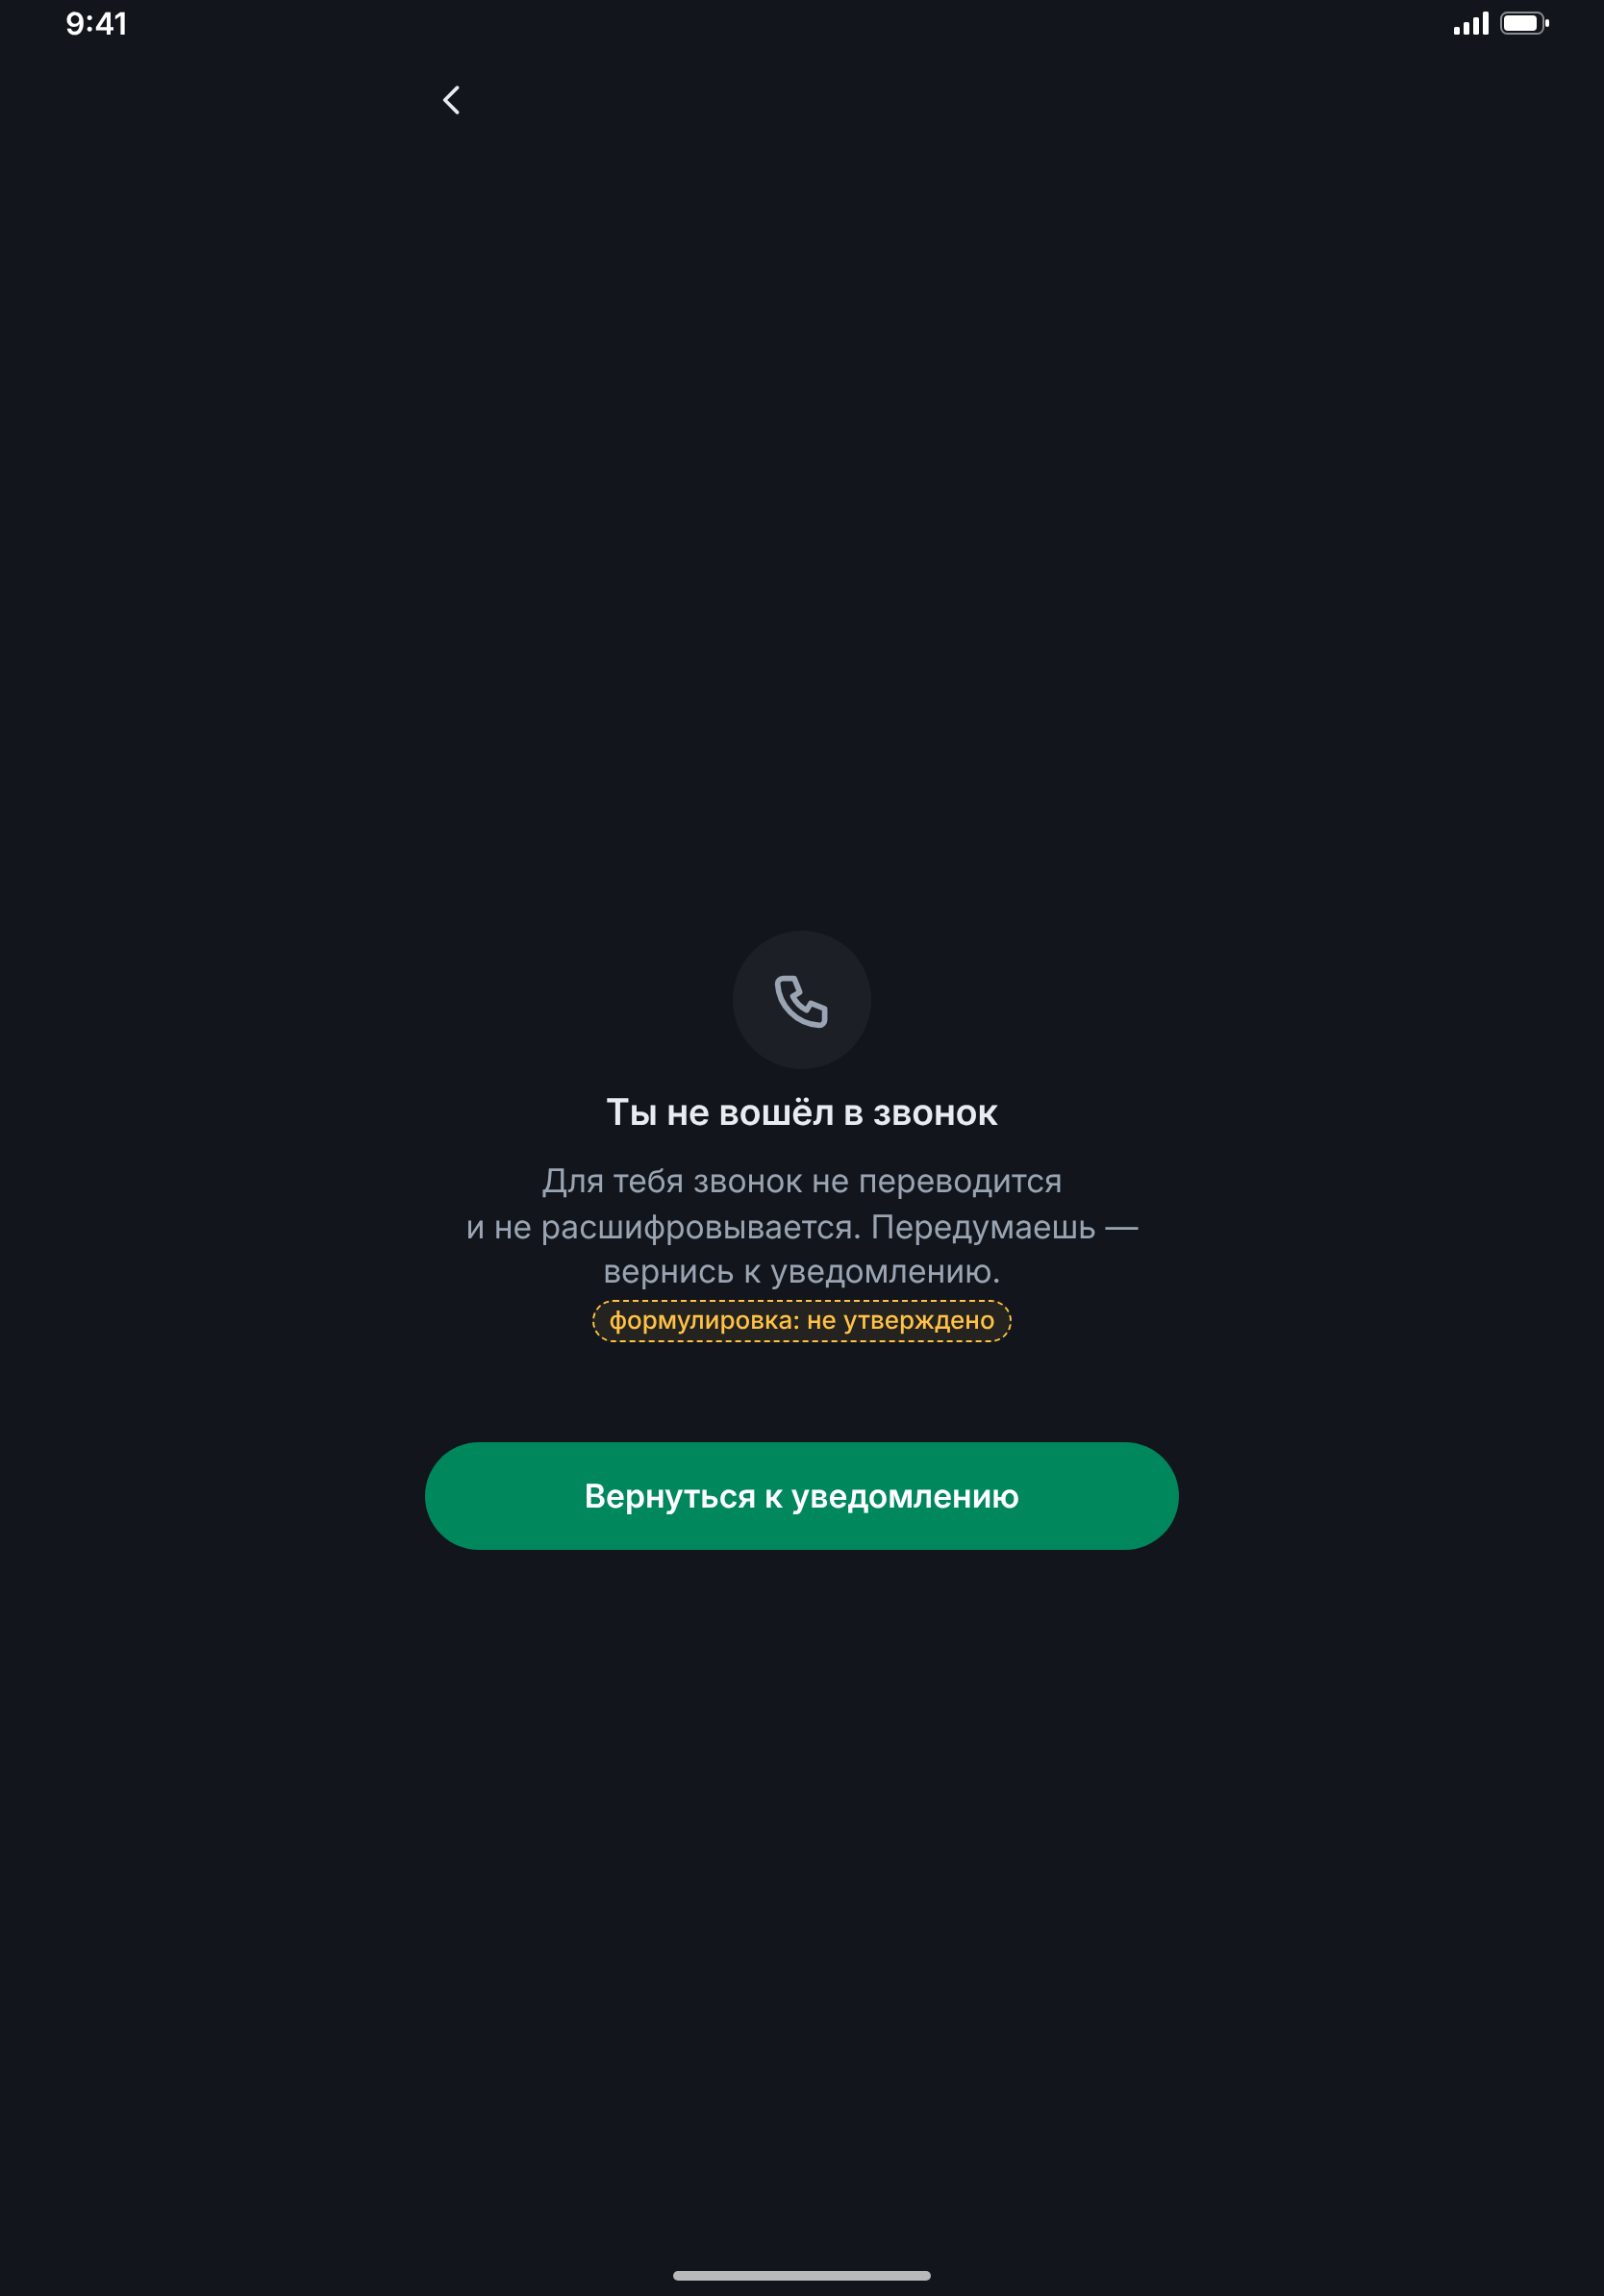 9:41
Ты не вошёл в звонок
Для тебя звонок не переводится
и не расшифровывается. Передумаешь —
вернись к уведомлению.
формулировка: не утверждено
Вернуться к уведомлению